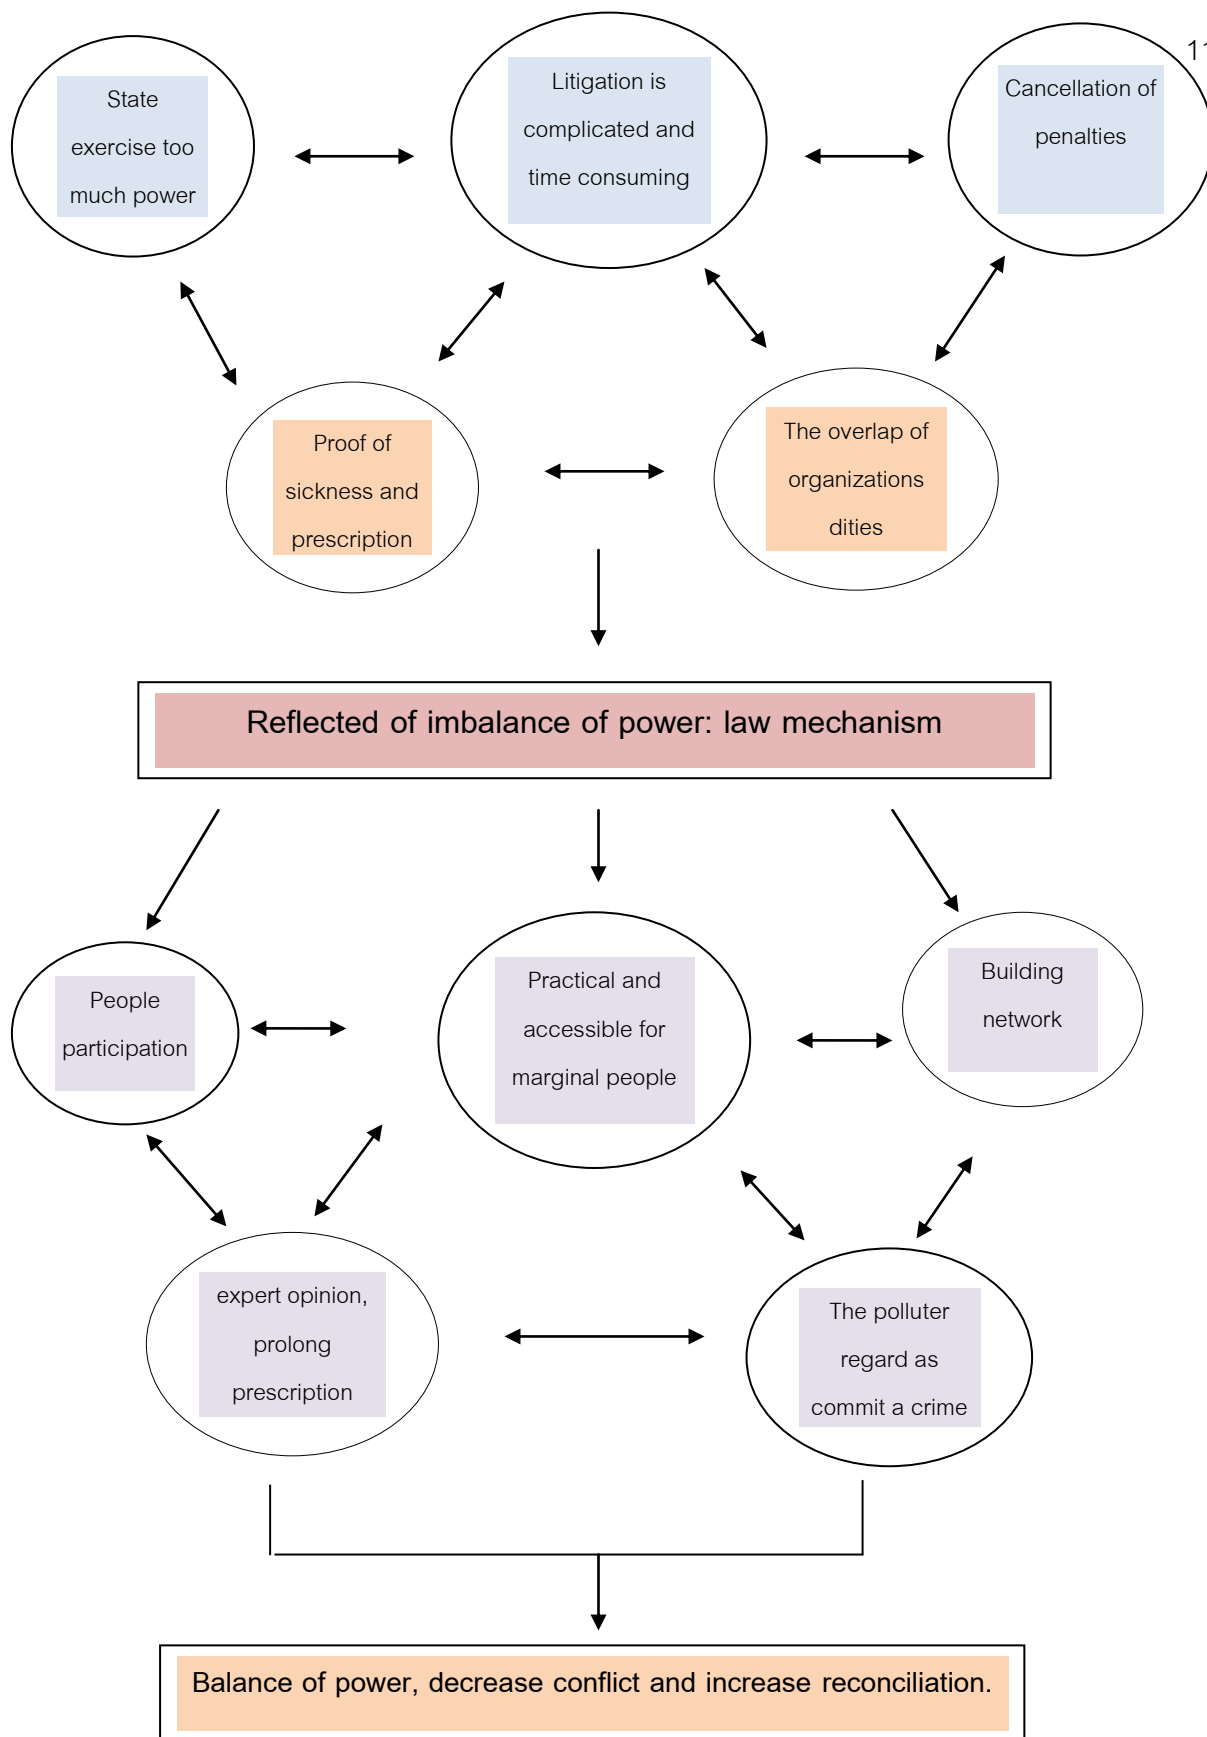 11
State
exercise too
much power
Litigation is
complicated and
time consuming
Cancellation of
penalties
Proof of
sickness and
prescription
The overlap of
organizations
dities
Reflected of imbalance of power: law mechanism
People
participation
Practical and
accessible for
marginal people
Building
network
expert opinion,
prolong
prescription
The polluter
regard as
commit a crime
Balance of power, decrease conflict and increase reconciliation.